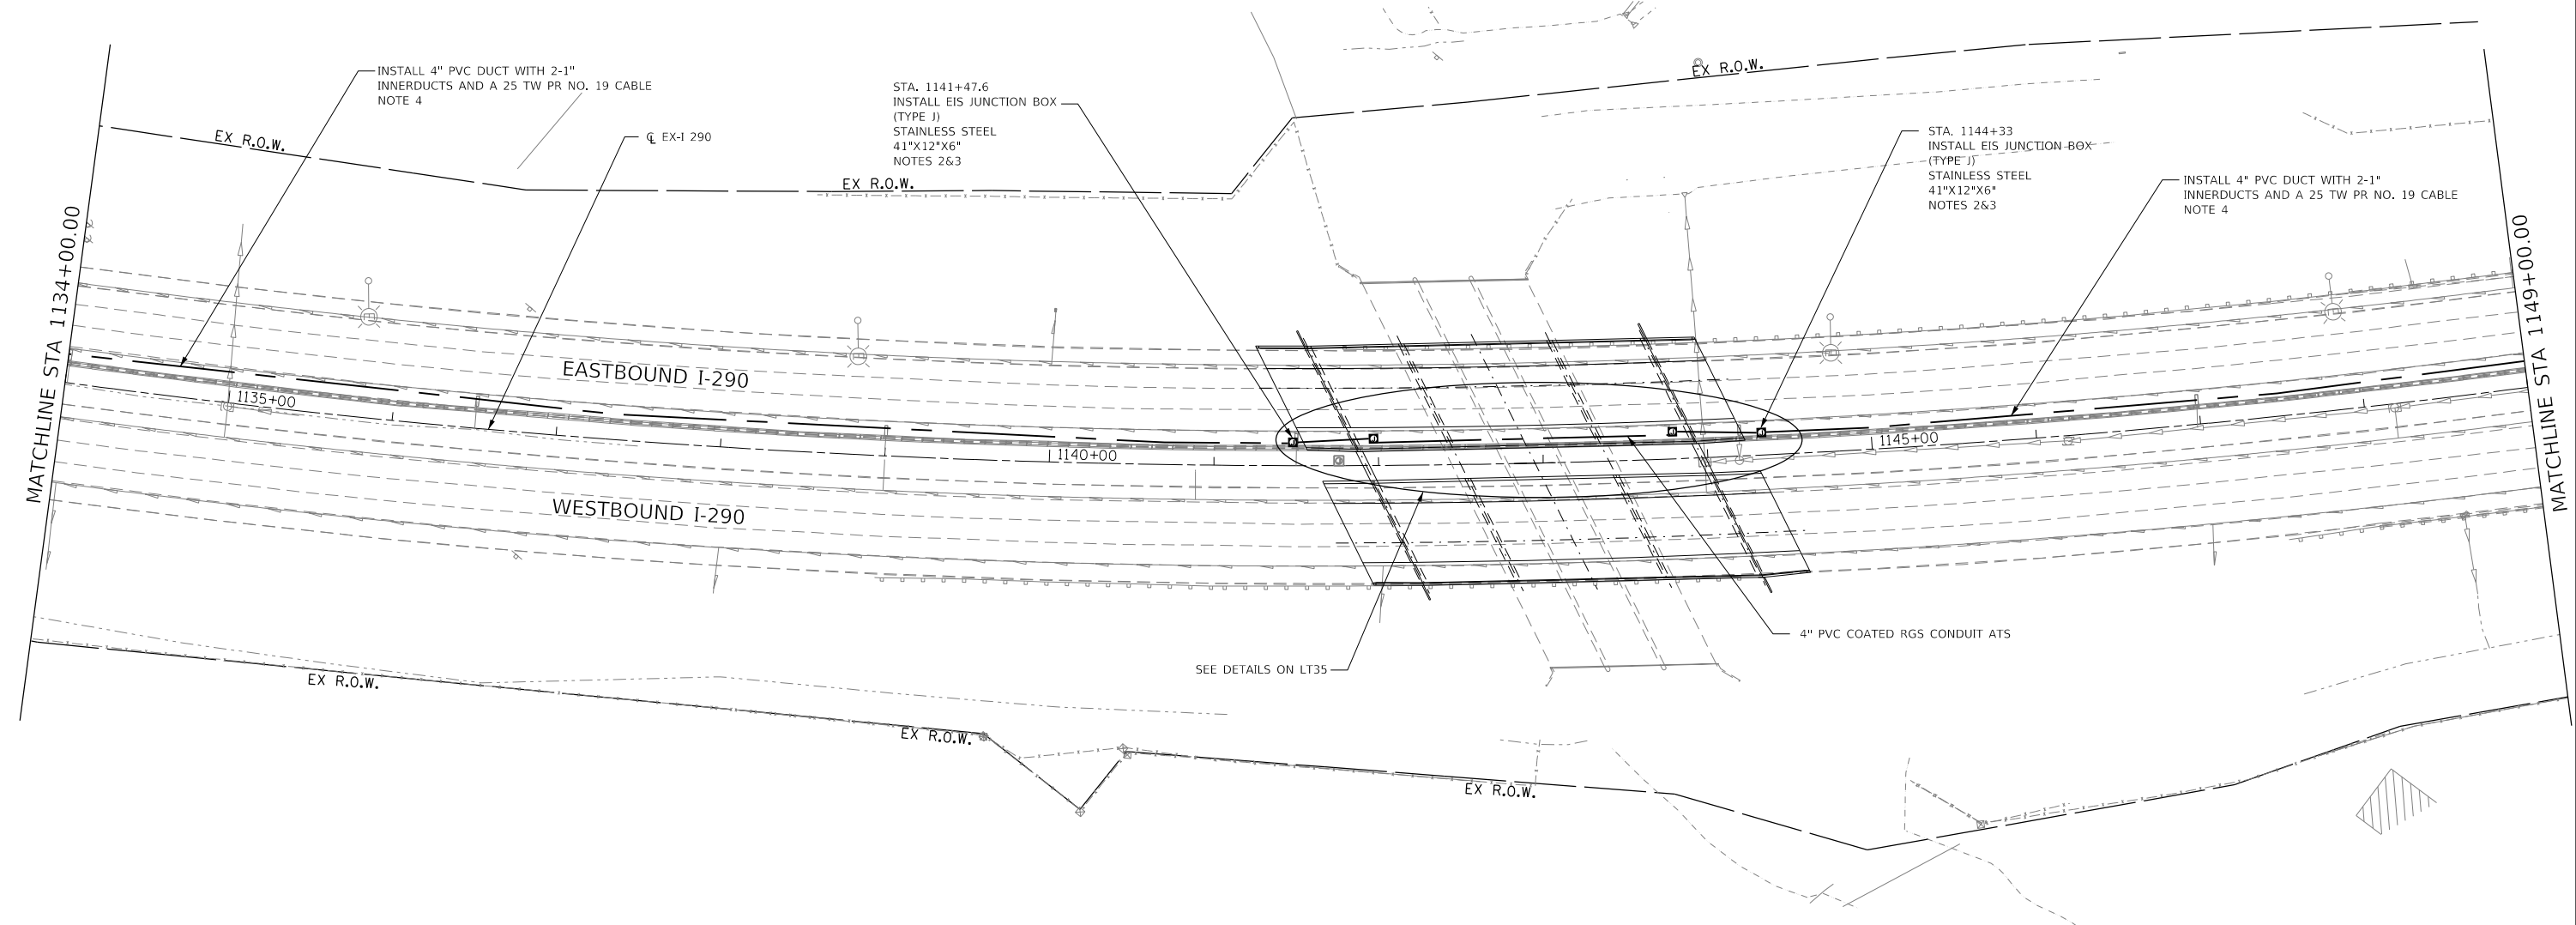 INSTALL 4" PVC DUCT WITH 2-1"
INNERDUCTS AND A 25 TW PR NO. 19 CABLE
NOTE 4
℄ EX-I 290
STA. 1141+47.6
INSTALL EIS JUNCTION BOX
(TYPE J)
STAINLESS STEEL
41"X12"X6"
NOTES 2&3
STA. 1144+33
INSTALL EIS JUNCTION BOX
(TYPE J)
STAINLESS STEEL
41"X12"X6"
NOTES 2&3
INSTALL 4" PVC DUCT WITH 2-1"
INNERDUCTS AND A 25 TW PR NO. 19 CABLE
NOTE 4
EX R.O.W.
EX R.O.W.
EX R.O.W.
MATCHLINE STA 1134+00.00
MATCHLINE STA 1149+00.00
EASTBOUND I-290
1135+00
1140+00
1145+00
WESTBOUND I-290
4" PVC COATED RGS CONDUIT ATS
SEE DETAILS ON LT35
EX R.O.W.
EX R.O.W.
EX R.O.W.